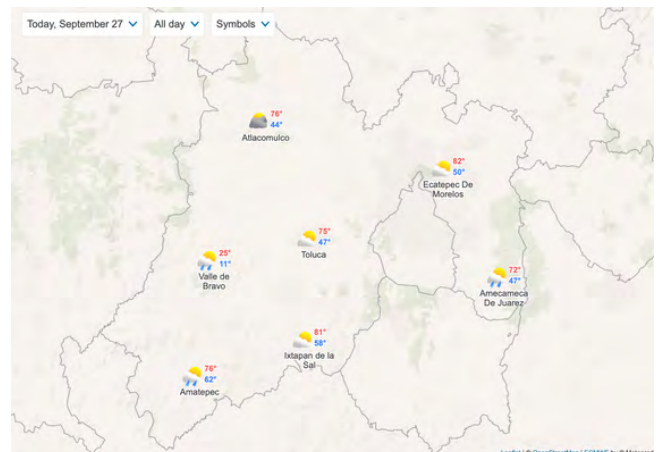 Today, September 27
All day
Symbols
76°
44°
Atlacomulco
82°
50°
Ecatepec De
Morelos
75°
47°
Toluca
25°
11°
Valle de
Bravo
72°
47°
Amecameca
De Juarez
81°
58°
Ixtapan de la
Sal
76°
62°
Amatepec